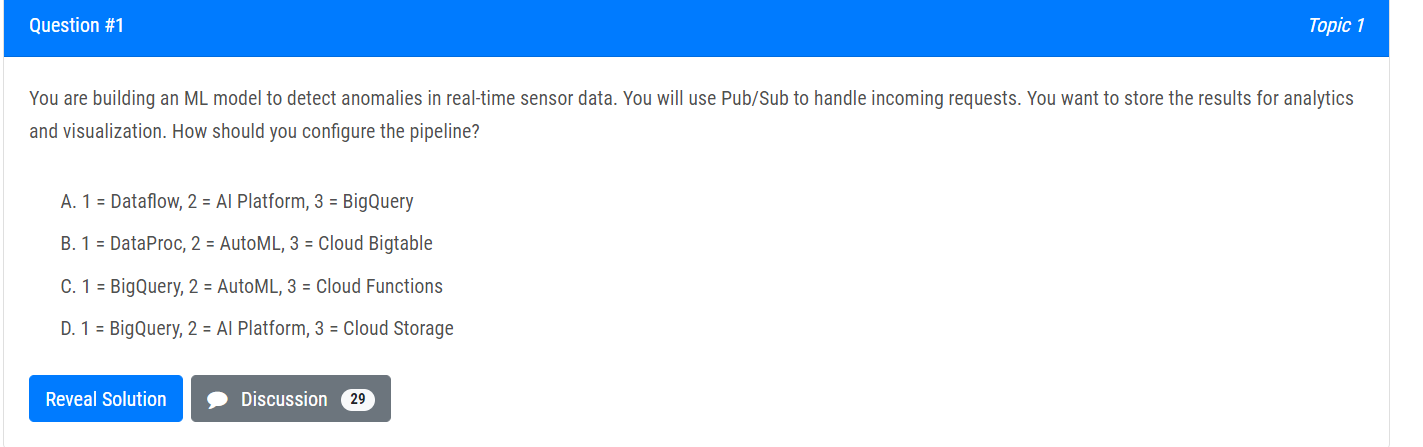 Question #1
Topic 1
You are building an ML model to detect anomalies in real-time sensor data. You will use Pub/Sub to handle incoming requests. You want to store the results for analytics
and visualization. How should you configure the pipeline?
A. 1 = Dataflow, 2 = AI Platform, 3 = BigQuery
B. 1 = DataProc, 2 = AutoML, 3 = Cloud Bigtable
C. 1 = BigQuery, 2 = AutoML, 3 = Cloud Functions
D. 1 = BigQuery, 2 = AI Platform, 3 = Cloud Storage
Reveal Solution
Discussion 29